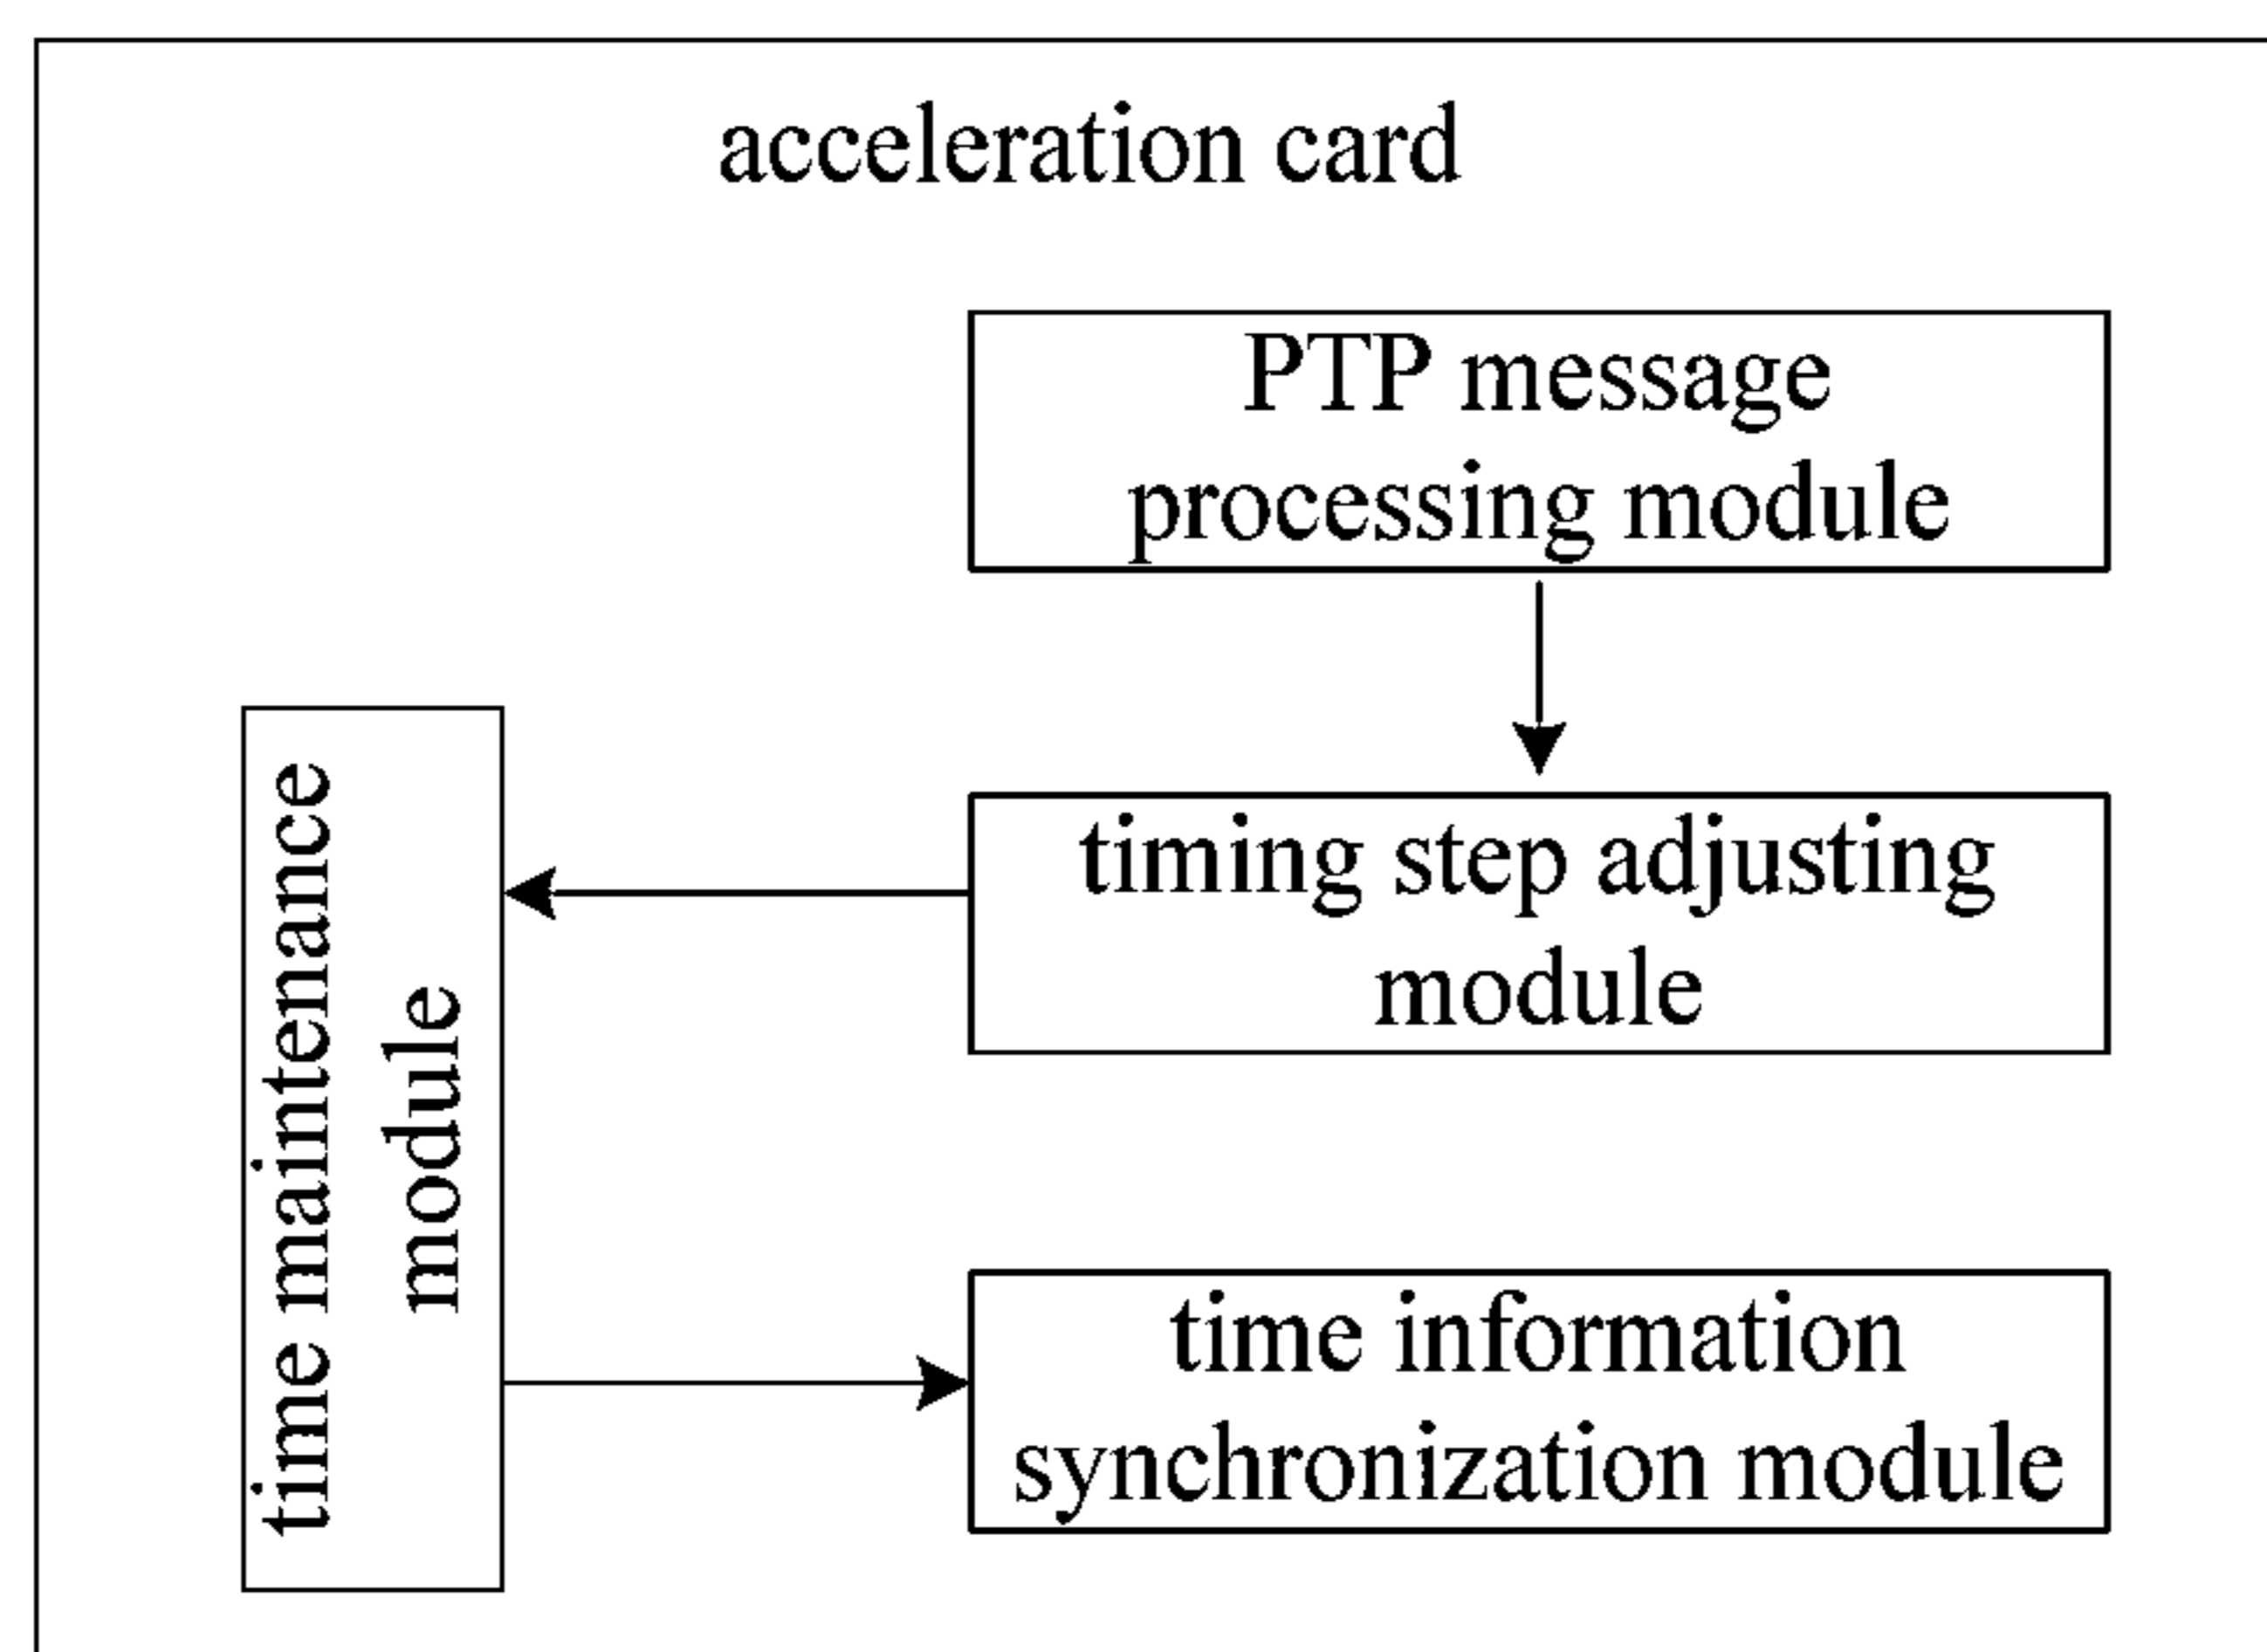 acceleration card
PTP message
processing module
timing step adjusting
module
time maintenance
module
time information
synchronization module